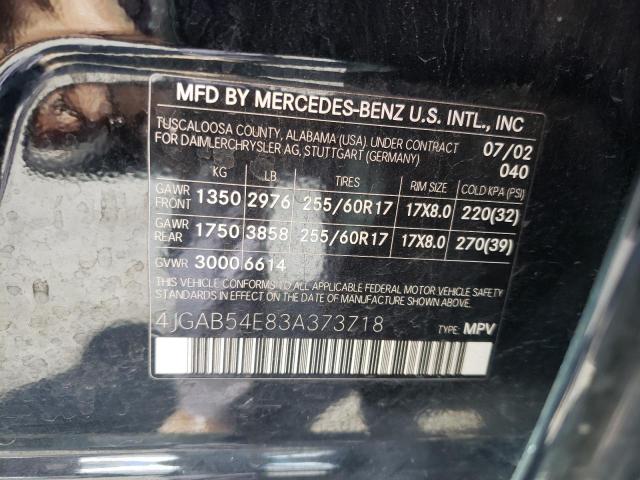 MFD BY MERCEDES-BENZ U.S. INTL., INC
TUSCALOOSA COUNTY, ALABAMA (USA). UNDER CONTRACT 07/02
FOR DAIMLERCHRYSLER AG, STUTTGART (GERMANY) 040
KG LB TIRES RIM SIZE COLD KPA (PSI)
GAWR FRONT 1350 2976 255/60R17 17X8.0 220(32)
GAWR REAR 1750 3858 255/60R17 17X8.0 270(39)
GVWR 3000 6614
THIS VEHICLE CONFORMS TO ALL APPLICABLE FEDERAL MOTOR VEHICLE SAFETY
STANDARDS IN EFFECT ON THE DATE OF MANUFACTURE SHOWN ABOVE.
4JGAB54E83A373718 TYPE: MPV